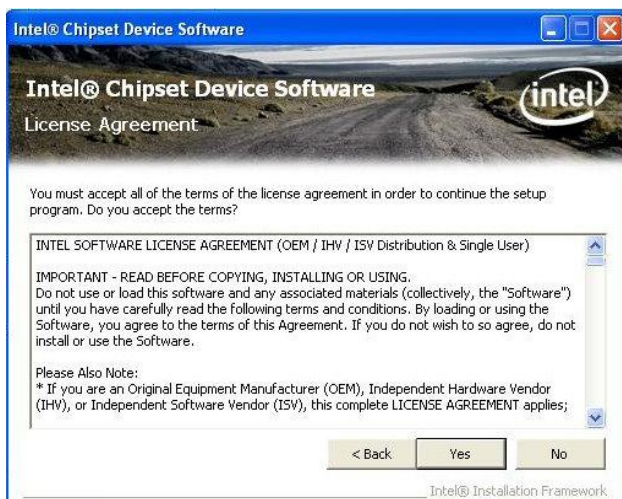 Intel® Chipset Device Software
Intel® Chipset Device Software
intel
License Agreement
You must accept all of the terms of the license agreement in order to continue the setup
program. Do you accept the terms?
INTEL SOFTWARE LICENSE AGREEMENT (OEM / IHV / ISV Distribution & Single User)
IMPORTANT - READ BEFORE COPYING, INSTALLING OR USING.
Do not use or load this software and any associated materials (collectively, the "Software")
until you have carefully read the following terms and conditions. By loading or using the
Software, you agree to the terms of this Agreement. If you do not wish to so agree, do not
install or use the Software.
Please Also Note:
* If you are an Original Equipment Manufacturer (OEM), Independent Hardware Vendor
(IHV), or Independent Software Vendor (ISV), this complete LICENSE AGREEMENT applies;
< Back Yes No
Intel® Installation Framework